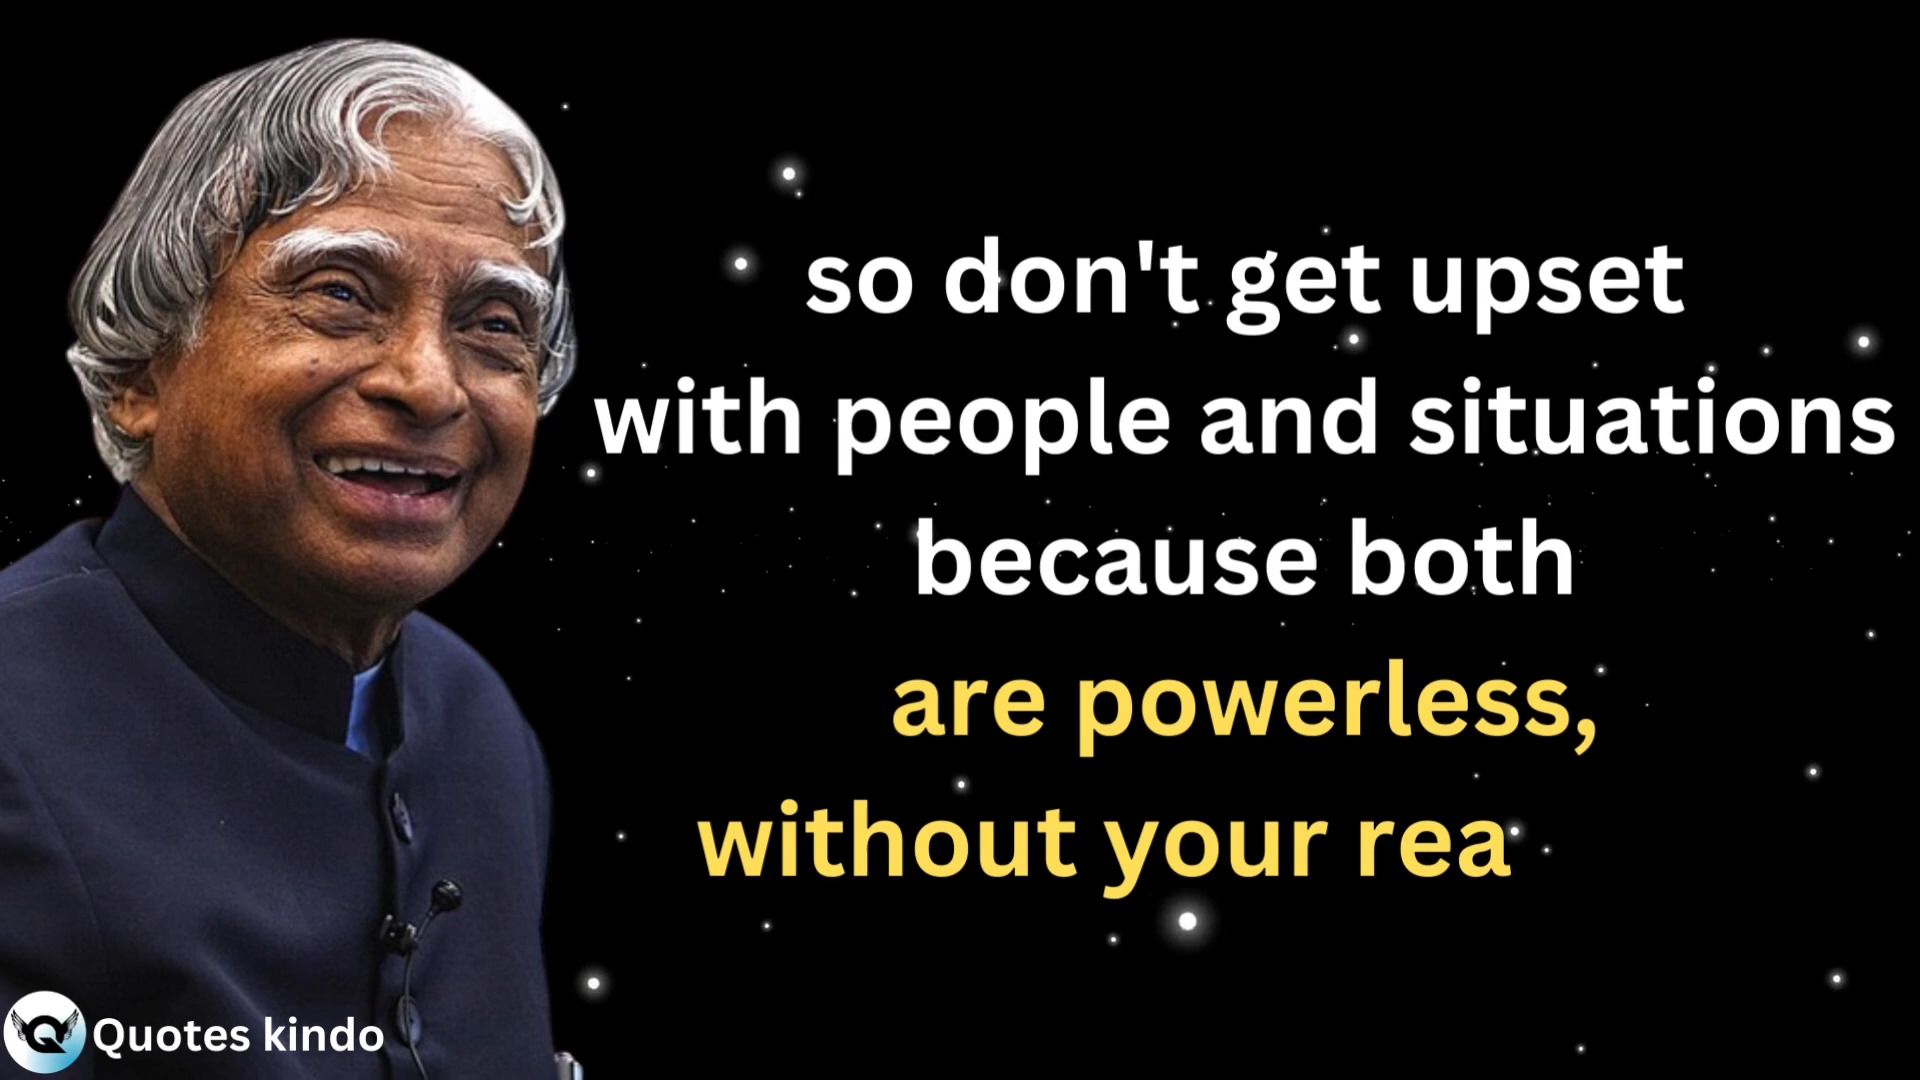 so don't get upset
with people and situations
because both
are powerless,
without your rea
Quotes kindo